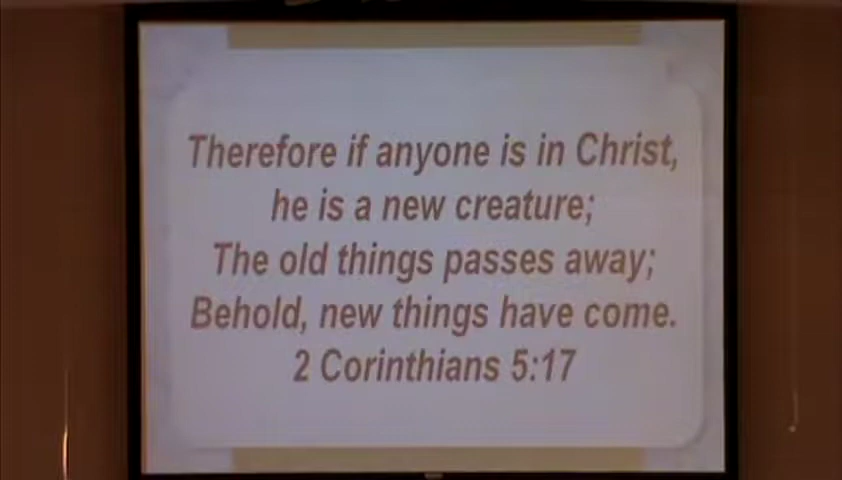 Therefore if anyone is in Christ,
he is a new creature;
The old things passes away;
Behold, new things have come.
2 Corinthians 5:17